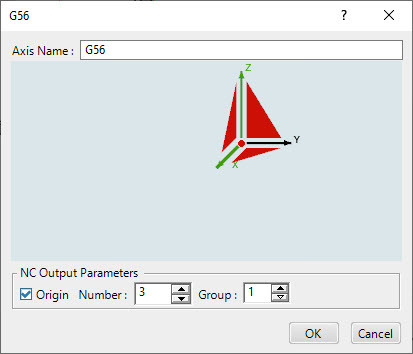 G56
?
Axis Name : G56
Z
Y
X
NC Output Parameters
Origin Number : 3 Group : 1
OK Cancel